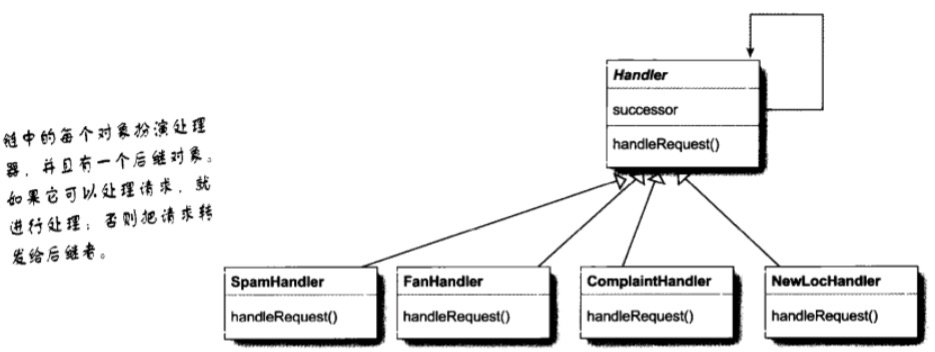 链中的每个对象扮演处理
器，并且有一个后继对象。
如果它可以处理请求，就
进行处理；否则把请求转
发给后继者。
Handler
successor
handleRequest()
SpamHandler
handleRequest()
FanHandler
handleRequest()
ComplaintHandler
handleRequest()
NewLocHandler
handleRequest()